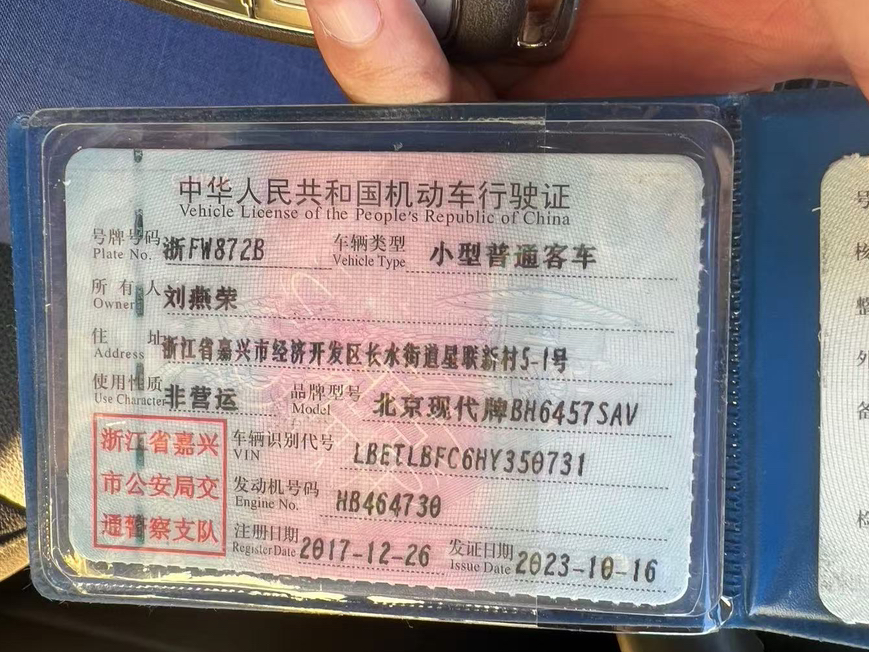 中华人民共和国机动车行驶证
Vehicle License of the People's Republic of China
号牌号码 浙FW872B 车辆类型 小型普通客车
Plate No. Vehicle Type
所有人 刘燕荣
Owner
住址 浙江省嘉兴市经济开发区长水街道星联新村5-1号
Address
使用性质 非营运 品牌型号 北京现代牌BH6457SAV
Use Character Model
浙江省嘉兴
市公安局交
通警察支队
车辆识别代号 LBETLBFC6HY350731
VIN
发动机号码 HB464730
Engine No.
注册日期 2017-12-26 发证日期 2023-10-16
Register Date Issue Date
号
核
整
外
备
检